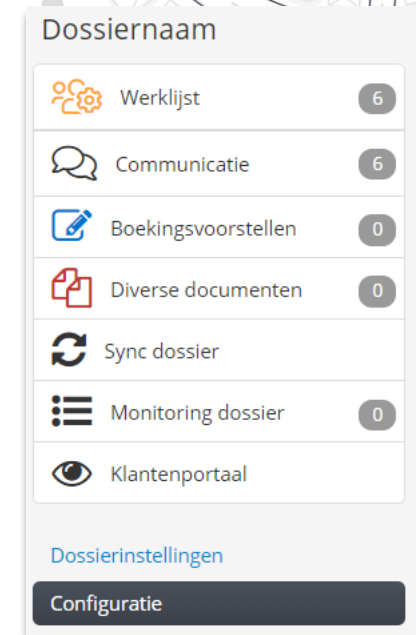 Dossiernaam
Werklijst 6
Communicatie 6
Boekingsvoorstellen 0
Diverse documenten 0
Sync dossier
Monitoring dossier 0
Klantenportaal
Dossierinstellingen
Configuratie